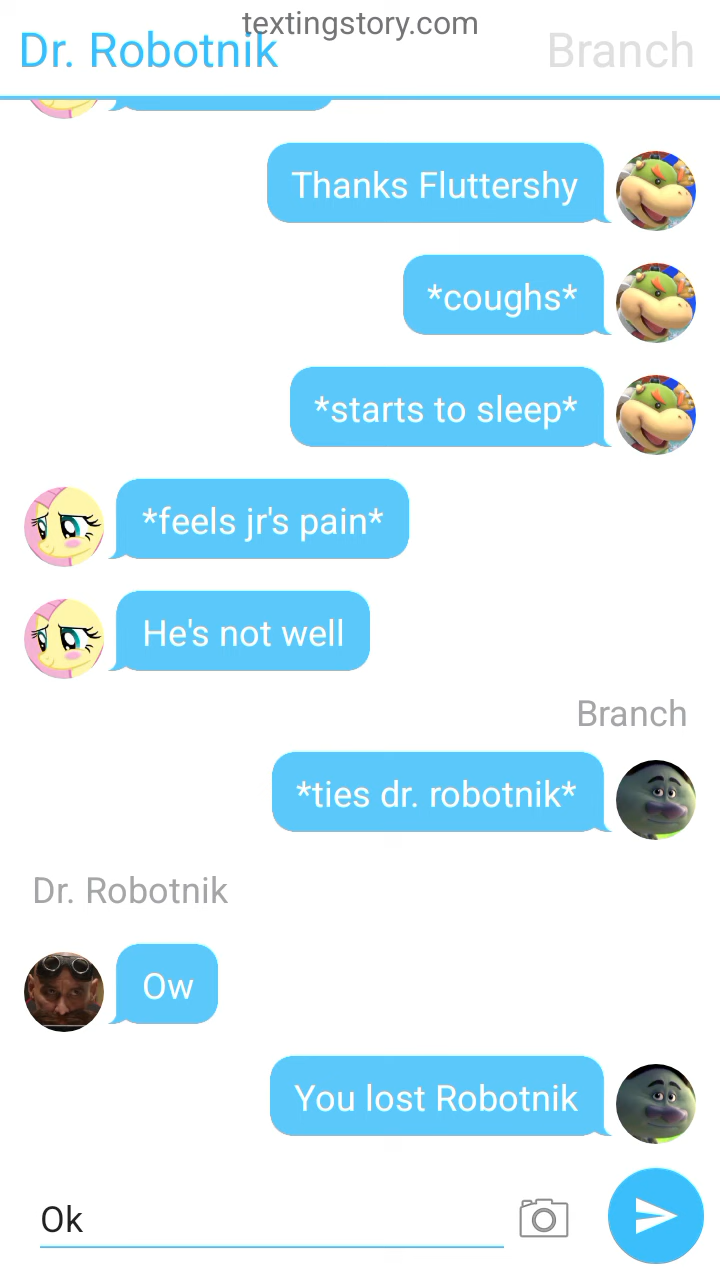 textingstory.com
Dr. Robotnik
Branch
Thanks Fluttershy
*coughs*
*starts to sleep*
*feels jr's pain*
He's not well
Branch
*ties dr. robotnik*
Dr. Robotnik
Ow
You lost Robotnik
Ok